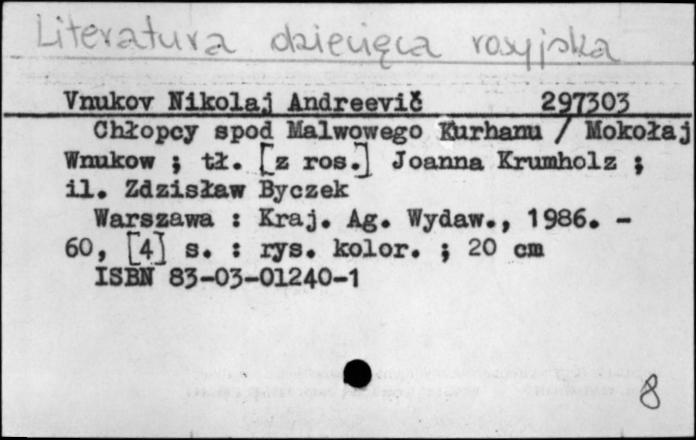 Literatura dziecięca rosyjska
Vnukov Nikolaj Andreevič 297303
Chłopcy spod Malwowego Kurhanu / Mokołaj
Wnukow ; tł. [z ros.] Joanna Krumholz ;
il. Zdzisław Byczek
Warszawa : Kraj. Ag. Wydaw., 1986. -
60, [4] s. : rys. kolor. ; 20 cm
ISBN 83-03-01240-1
8